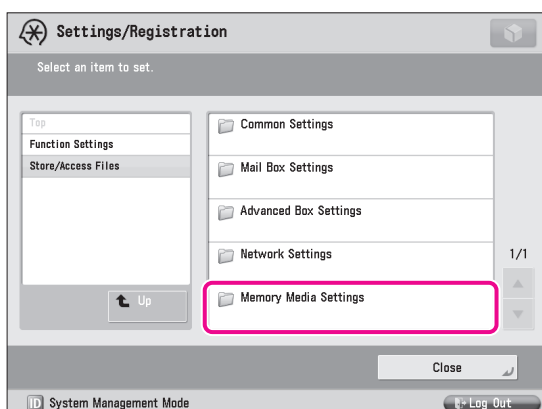 Settings/Registration
Select an item to set.
Top
Function Settings
Store/Access Files
Up
Common Settings
Mail Box Settings
Advanced Box Settings
Network Settings
Memory Media Settings
1/1
Close
ID System Management Mode
Log Out